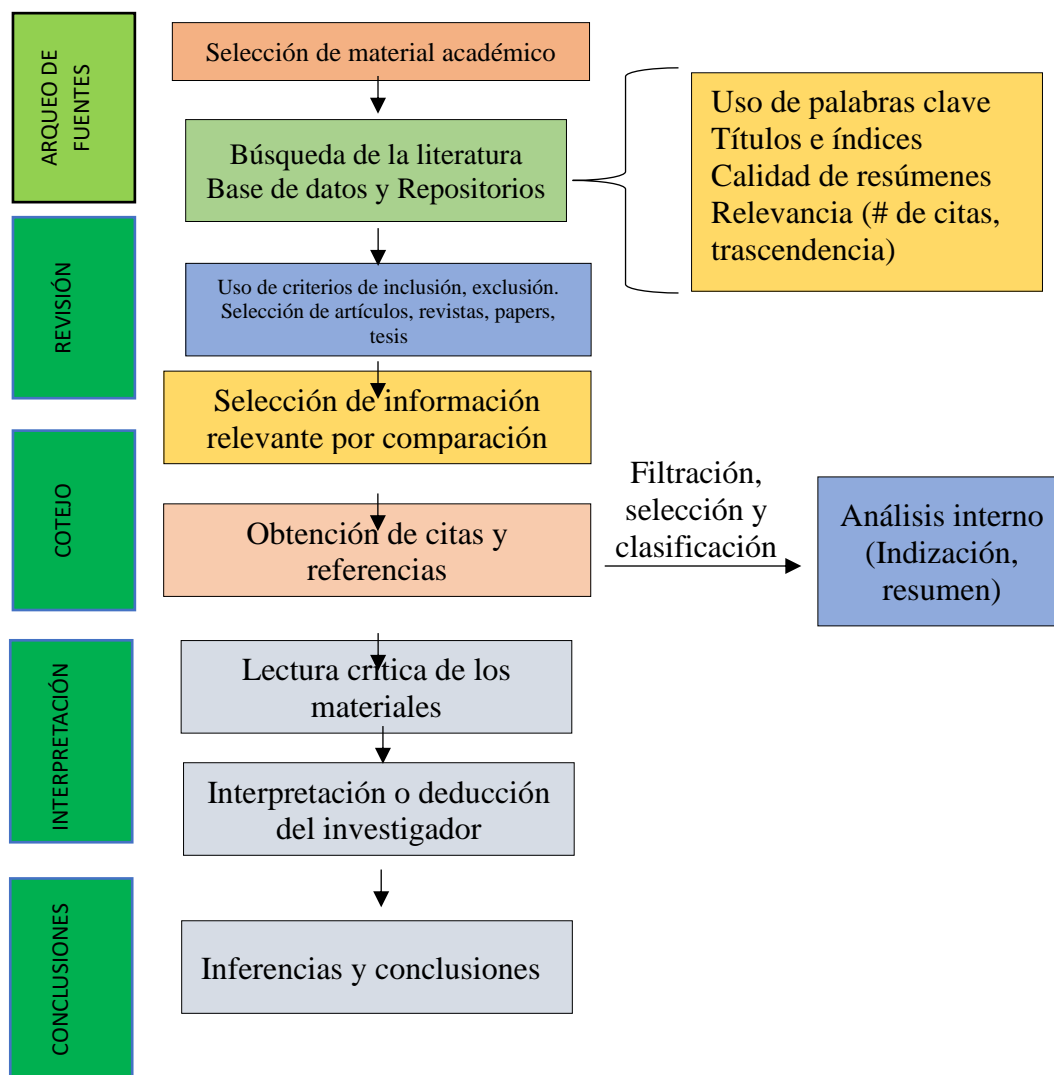 ARQUEO DE
FUENTES
Selección de material académico
Búsqueda de la literatura
Base de datos y Repositorios
Uso de palabras clave
Títulos e índices
Calidad de resúmenes
Relevancia (# de citas,
trascendencia)
REVISIÓN
Uso de criterios de inclusión, exclusión.
Selección de artículos, revistas, papers,
tesis
Selección de información
relevante por comparación
COTEJO
Obtención de citas y
referencias
Filtración,
selección y
clasificación
Análisis interno
(Indización,
resumen)
INTERPRETACIÓN
Lectura critica de los
materiales
Interpretación o deducción
del investigador
CONCLUSIONES
Inferencias y conclusiones